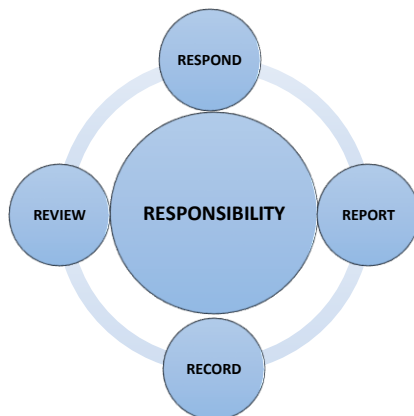 RESPOND
REVIEW
RESPONSIBILITY
REPORT
RECORD